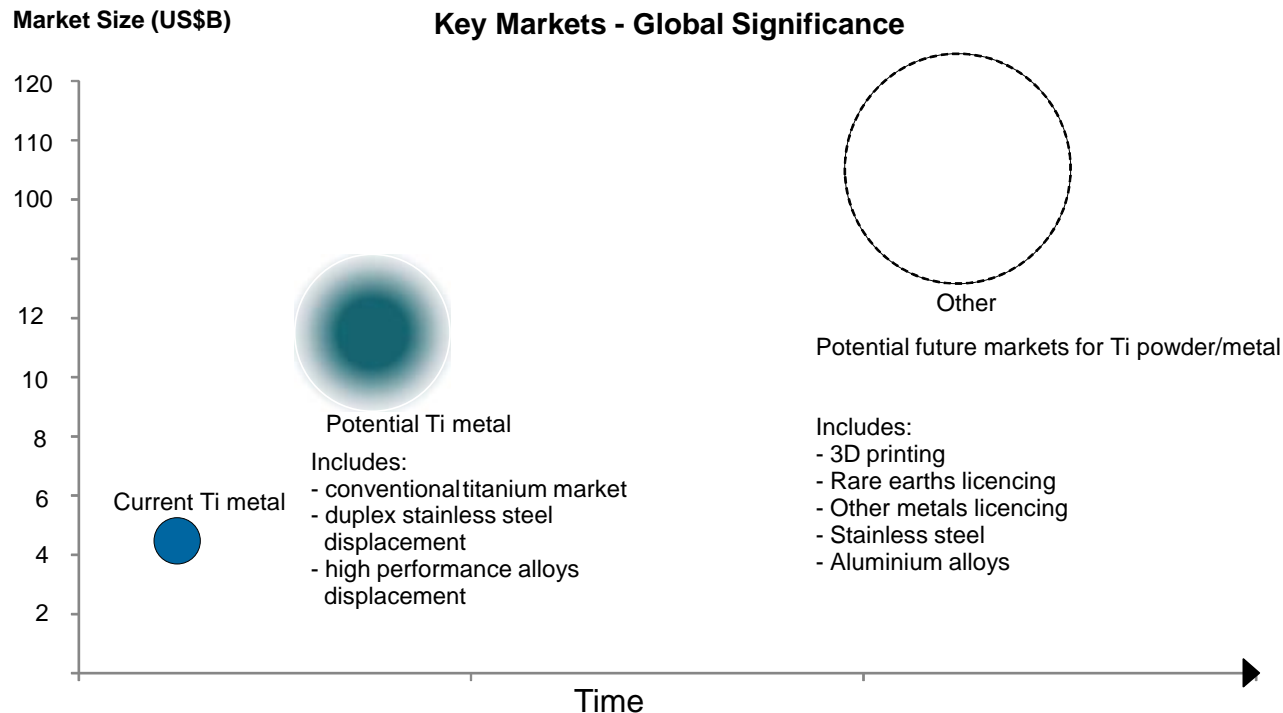 Market Size (US$B)
Key Markets - Global Significance
120
110
100
12
10
8
6
4
2
Current Ti metal
Potential Ti metal
Includes:
- conventional titanium market
- duplex stainless steel
displacement
- high performance alloys
displacement
Other
Potential future markets for Ti powder/metal
Includes:
- 3D printing
- Rare earths licencing
- Other metals licencing
- Stainless steel
- Aluminium alloys
Time